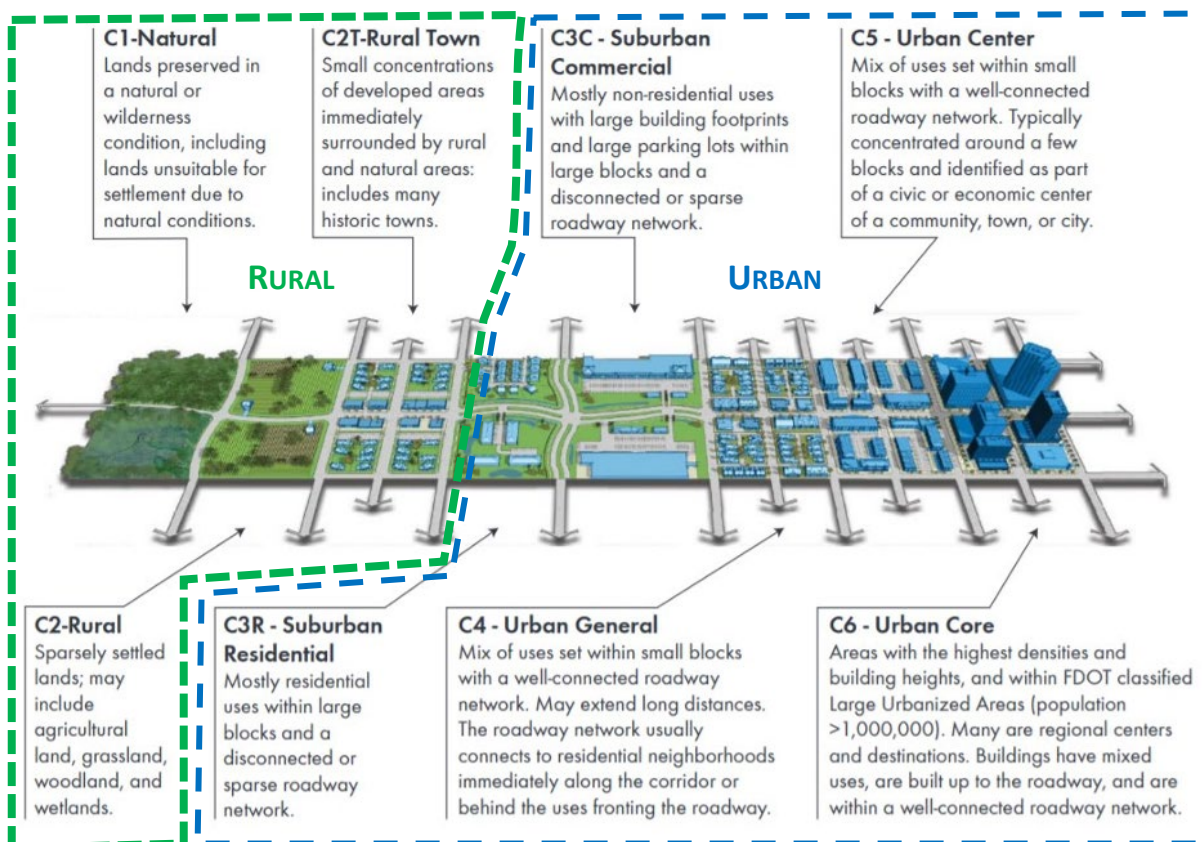 C1-Natural
Lands preserved in
a natural or
wilderness
condition, including
lands unsuitable for
settlement due to
natural conditions.
C2T-Rural Town
Small concentrations
of developed areas
immediately
surrounded by rural
and natural areas:
includes many
historic towns.
C3C - Suburban
Commercial
Mostly non-residential uses
with large building footprints
and large parking lots within
large blocks and a
disconnected or sparse
roadway network.
C5 - Urban Center
Mix of uses set within small
blocks with a well-connected
roadway network. Typically
concentrated around a few
blocks and identified as part
of a civic or economic center
of a community, town, or city.
RURAL
URBAN
C2-Rural
Sparsely settled
lands; may
include
agricultural
land, grassland,
woodland, and
wetlands.
C3R - Suburban
Residential
Mostly residential
uses within large
blocks and a
disconnected or
sparse roadway
network.
C4 - Urban General
Mix of uses set within small blocks
with a well-connected roadway
network. May extend long distances.
The roadway network usually
connects to residential neighborhoods
immediately along the corridor or
behind the uses fronting the roadway.
C6 - Urban Core
Areas with the highest densities and
building heights, and within FDOT classified
Large Urbanized Areas (population
>1,000,000). Many are regional centers
and destinations. Buildings have mixed
uses, are built up to the roadway, and are
within a well-connected roadway network.